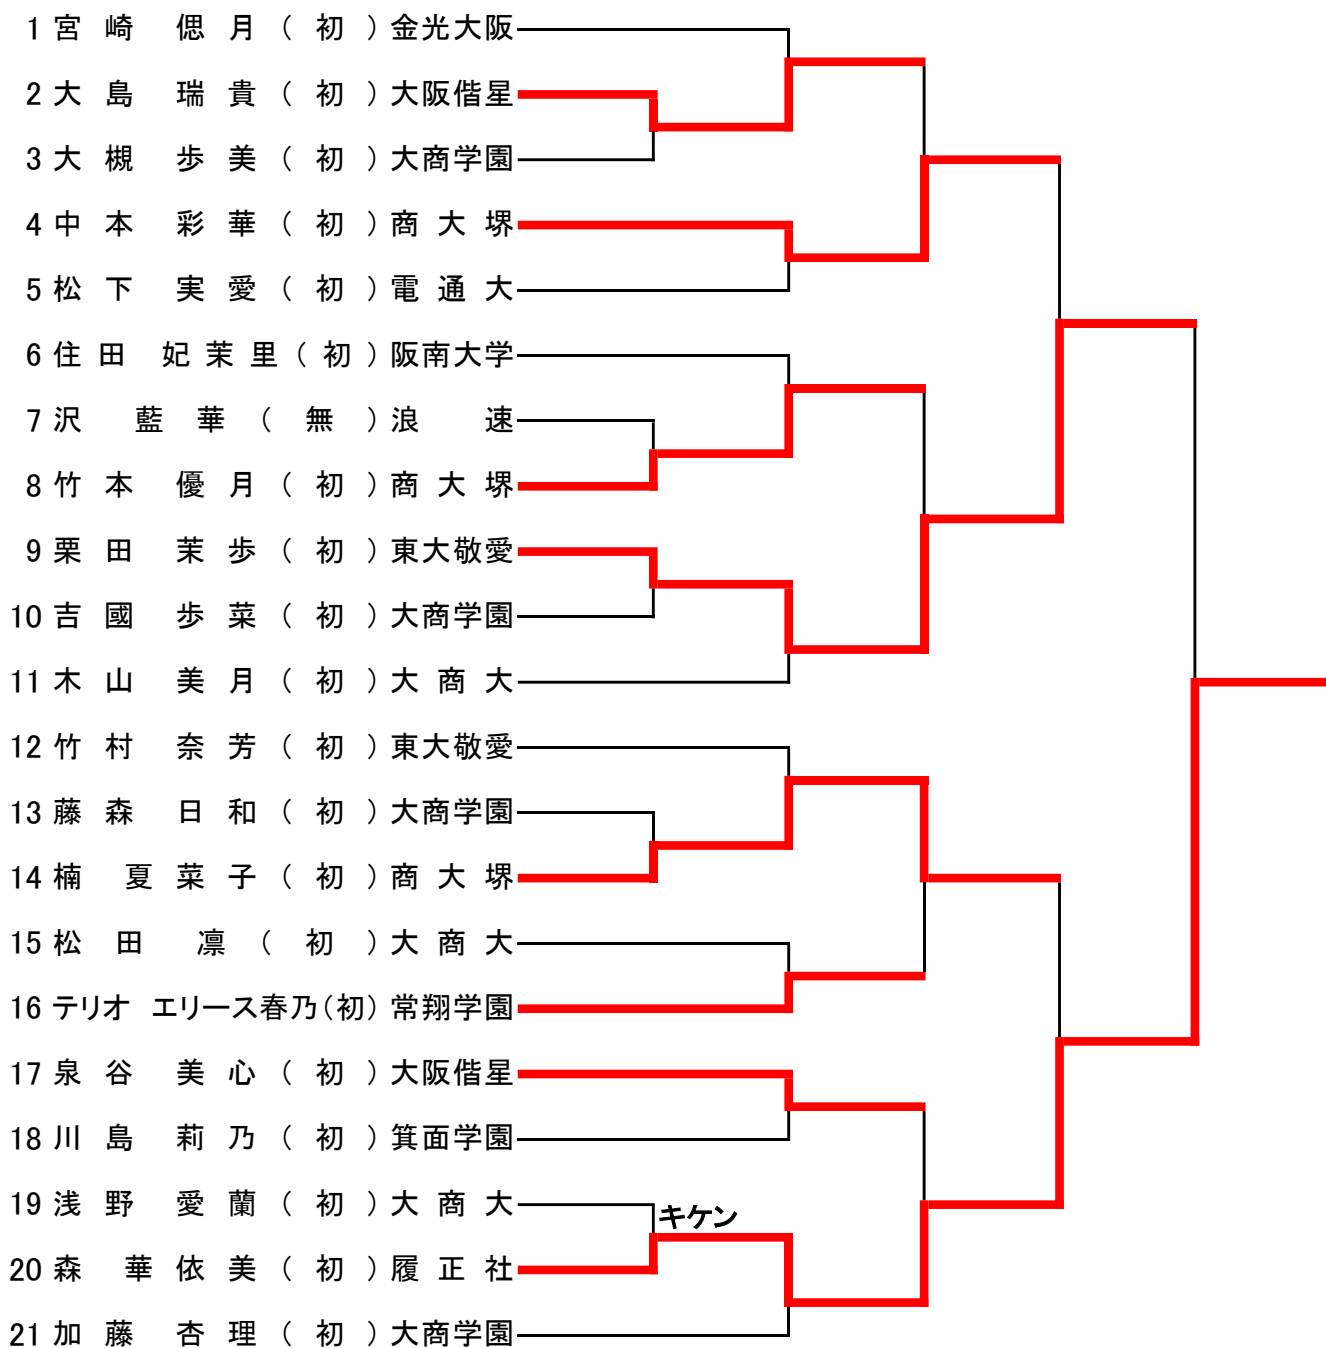 1 宮崎 偲月(初) 金光大阪
2 大島 瑞貴(初) 大阪偕星
3 大槻 歩美(初) 大商学園
4 中本 彩華(初) 商大堺
5 松下 実愛(初) 電通大
6 住田 妃茉里(初) 阪南大学
7 沢 藍華(無) 浪速
8 竹本 優月(初) 商大堺
9 栗田 茉歩(初) 東大敬愛
10 吉國 歩菜(初) 大商学園
11 木山 美月(初) 大商大
12 竹村 奈芳(初) 東大敬愛
13 藤森 日和(初) 大商学園
14 楠 夏菜子(初) 商大堺
15 松田 凛(初) 大商大
16 テリオ エリース春乃(初) 常翔学園
17 泉谷 美心(初) 大阪偕星
18 川島 莉乃(初) 箕面学園
19 浅野 愛蘭(初) 大商大
キケン
20 森 華依美(初) 履正社
21 加藤 杏理(初) 大商学園